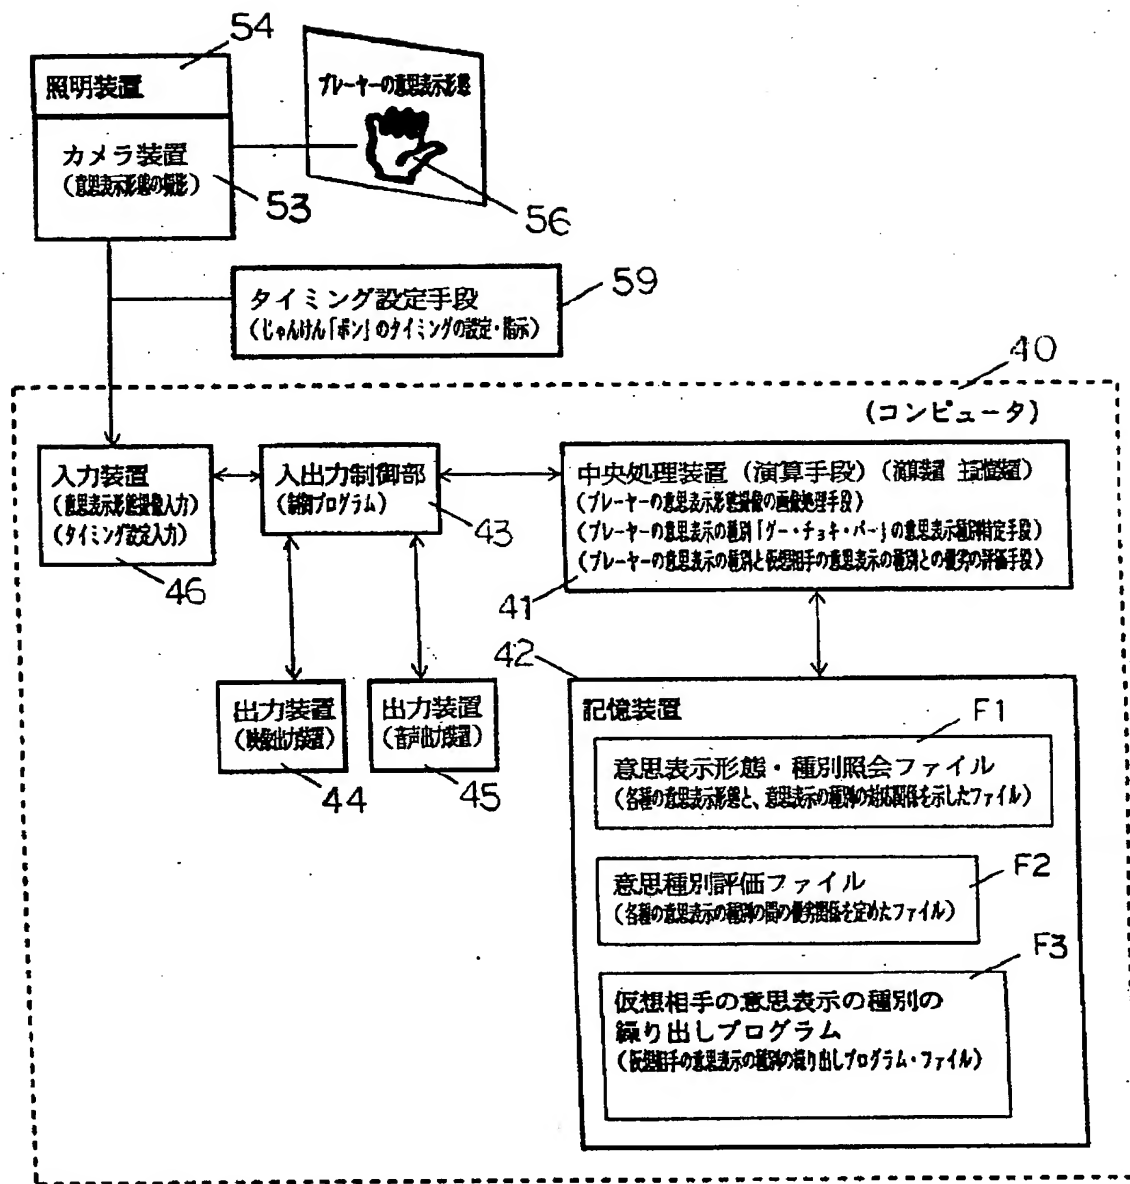 54
照明装置
プレーヤーの意思表示形態
カメラ装置
(意思表示形態の撮影)
53
56
タイミング設定手段
(じゃんけん「ポン」のタイミングの設定・指示)
59
40
(コンピュータ)
入力装置
(意思表示形態撮像入力)
(タイミング設定入力)
46
入出力制御部
(制御プログラム)
43
中央処理装置 (演算手段) (演算装置 主記憶装置)
(プレーヤーの意思表示形態撮像の画像処理手段)
(プレーヤーの意思表示の種別「グー・チョキ・パー」の意思表示種別特定手段)
(プレーヤーの意思表示の種別と仮想相手の意思表示の種別との優劣の評価手段)
41
42
出力装置
(映像出力装置)
44
出力装置
(音声出力装置)
45
記憶装置
F1
意思表示形態・種別照会ファイル
(各種の意思表示形態と、意思表示の種別の対応関係を示したファイル)
F2
意思種別評価ファイル
(各種の意思表示の種別の間の優劣関係を定めたファイル)
F3
仮想相手の意思表示の種別の
繰り出しプログラム
(仮想相手の意思表示の種別の繰り出しプログラム・ファイル)